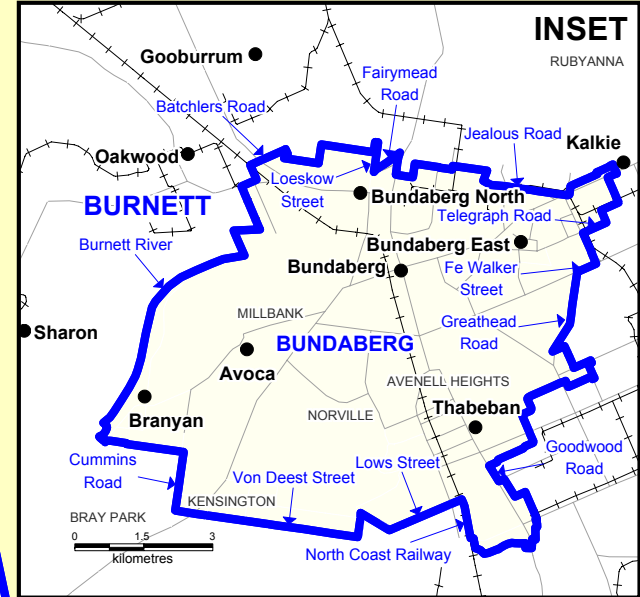 INSET
RUBYANNA
Gooburrum
Fairymead
Road
Batchlers Road
Jealous Road
Kalkie
Oakwood
Loeskow
Street
Bundaberg North
BURNETT
Telegraph Road
Burnett River
Bundaberg East
Bundaberg
Fe Walker
Street
MILLBANK
Greathead
Road
Sharon
BUNDABERG
Avoca
AVENELL HEIGHTS
Branyan
NORVILLE
Thabeban
Cummins
Road
Von Deest Street
Lows Street
Goodwood
Road
KENSINGTON
BRAY PARK
North Coast Railway
0 1.5 3
kilometres